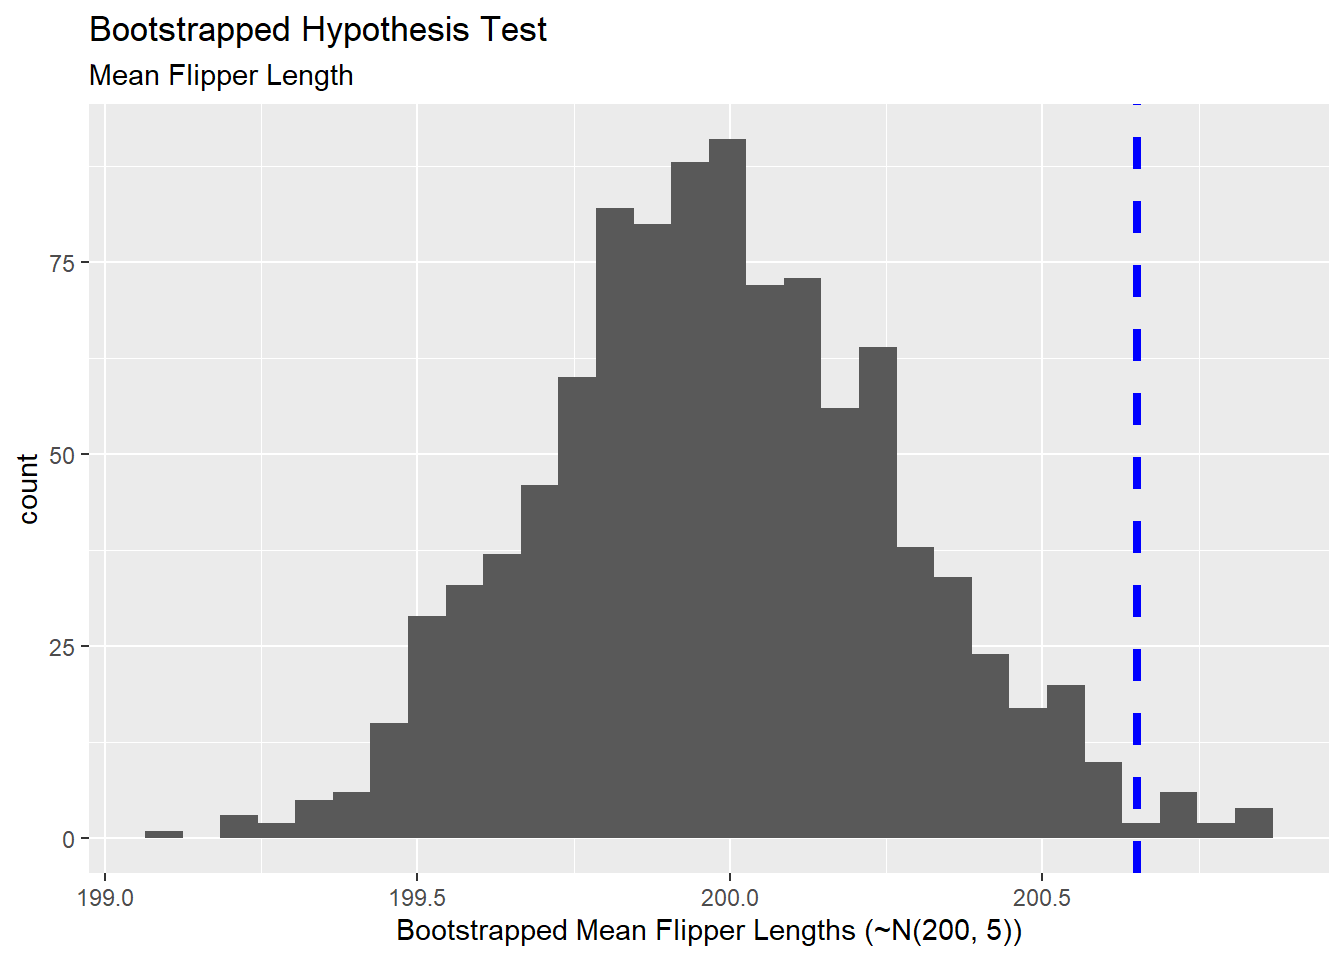 Bootstrapped Hypothesis Test
Mean Flipper Length
count
75
50
25
0
199.0 199.5 200.0 200.5
Bootstrapped Mean Flipper Lengths (~N(200, 5))